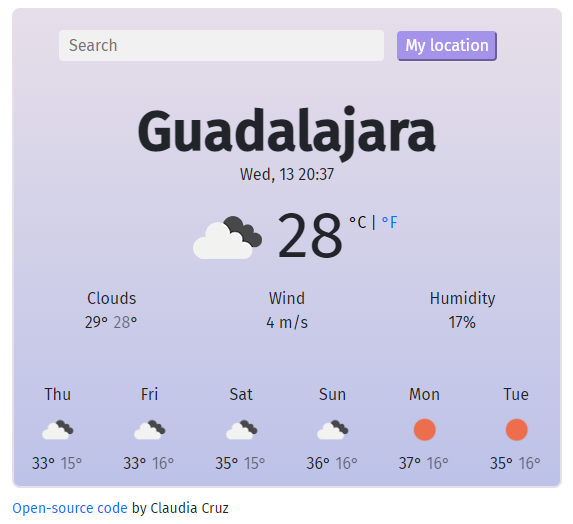 Search My location
Guadalajara
Wed, 13 20:37
28 °C | °F
Clouds Wind Humidity
29° 28° 4 m/s 17%
Thu Fri Sat Sun Mon Tue
33° 15° 33° 16° 35° 15° 36° 16° 37° 16° 35° 16°
Open-source code by Claudia Cruz